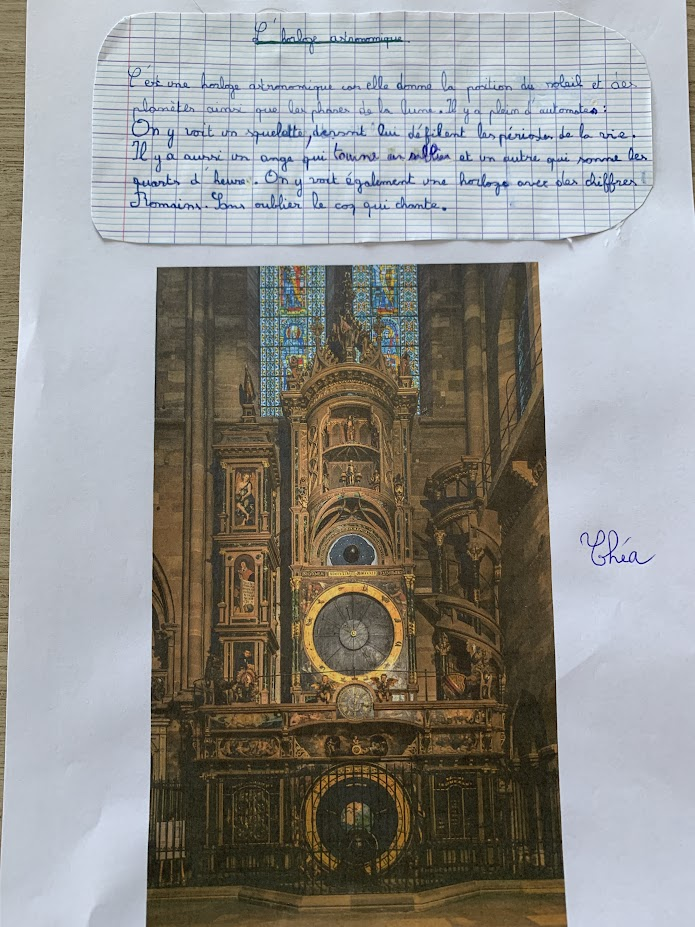 L'horloge astronomique
C'est une horloge astronomique car elle donne la position du soleil et des
planètes ainsi que les phases de la lune. Il y a plein d'automates :
On y voit un squelette, devant lui défilent les périodes de la vie.
Il y a aussi un ange qui tourne un sablier et un autre qui sonne les
quarts d'heure. On y voit également une horloge avec des chiffres
Romains. Sans oublier le coq qui chante.
Théa